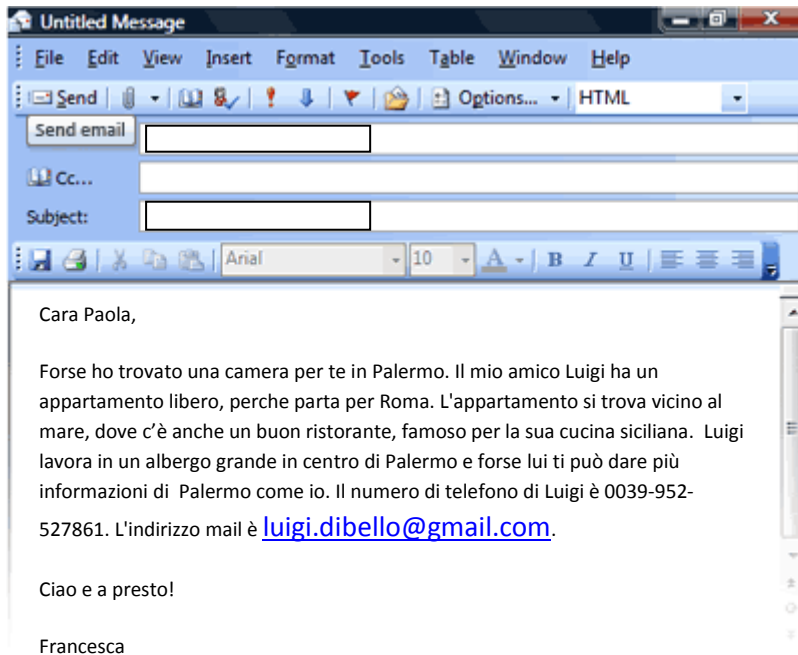 Untitled Message
File Edit View Insert Format Tools Table Window Help
Send Options... HTML
Send email
Cc...
Subject:
Arial 10 A B I U
Cara Paola,
Forse ho trovato una camera per te in Palermo. Il mio amico Luigi ha un
appartamento libero, perche parta per Roma. L'appartamento si trova vicino al
mare, dove c'è anche un buon ristorante, famoso per la sua cucina siciliana. Luigi
lavora in un albergo grande in centro di Palermo e forse lui ti può dare più
informazioni di Palermo come io. Il numero di telefono di Luigi è 0039-952-
527861. L'indirizzo mail è luigi.dibello@gmail.com.
Ciao e a presto!
Francesca